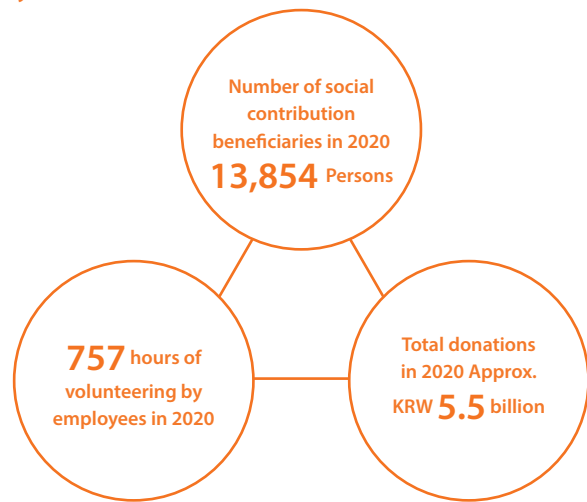 Number of social
contribution
beneficiaries in 2020
13,854 Persons
757 hours of
volunteering by
employees in 2020
Total donations
in 2020 Approx.
KRW 5.5 billion